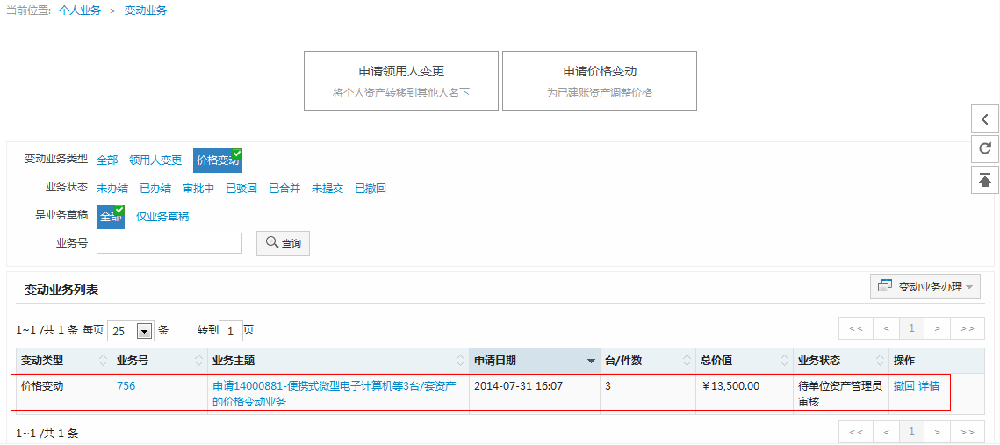 当前位置: 个人业务 > 变动业务
申请领用人变更 申请价格变动
将个人资产转移到其他人名下 为已建账资产调整价格
变动业务类型 全部 领用人变更 价格变动
业务状态 未办结 已办结 审批中 已驳回 已合并 未提交 已撤回
是业务草稿 全部 仅业务草稿
业务号 查询
变动业务列表 变动业务办理
1~1 /共 1 条 每页 25 条 转到 1 页 << < 1 > >>
变动类型 业务号 业务主题 申请日期 台/件数 总价值 业务状态 操作
价格变动 756 申请14000881-便携式微型电子计算机等3台/套资产 2014-07-31 16:07 3 ￥13,500.00 待单位资产管理员 撤回 详情
的价格变动业务 审核
1~1 /共 1 条 << < 1 > >>